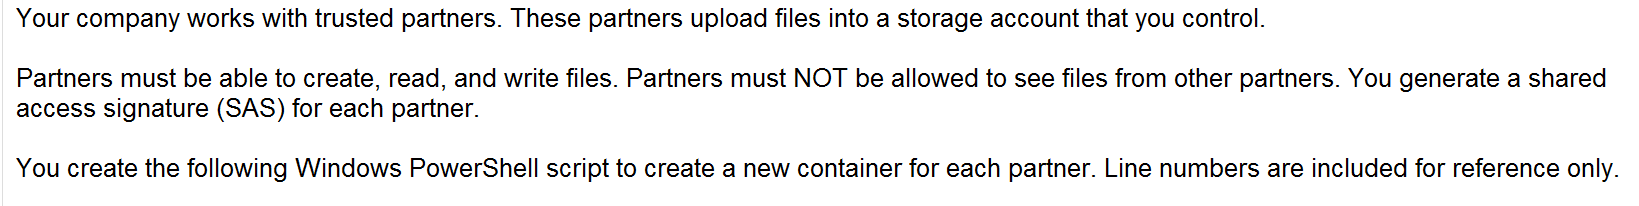 Your company works with trusted partners. These partners upload files into a storage account that you control.
Partners must be able to create, read, and write files. Partners must NOT be allowed to see files from other partners. You generate a shared
access signature (SAS) for each partner.
You create the following Windows PowerShell script to create a new container for each partner. Line numbers are included for reference only.